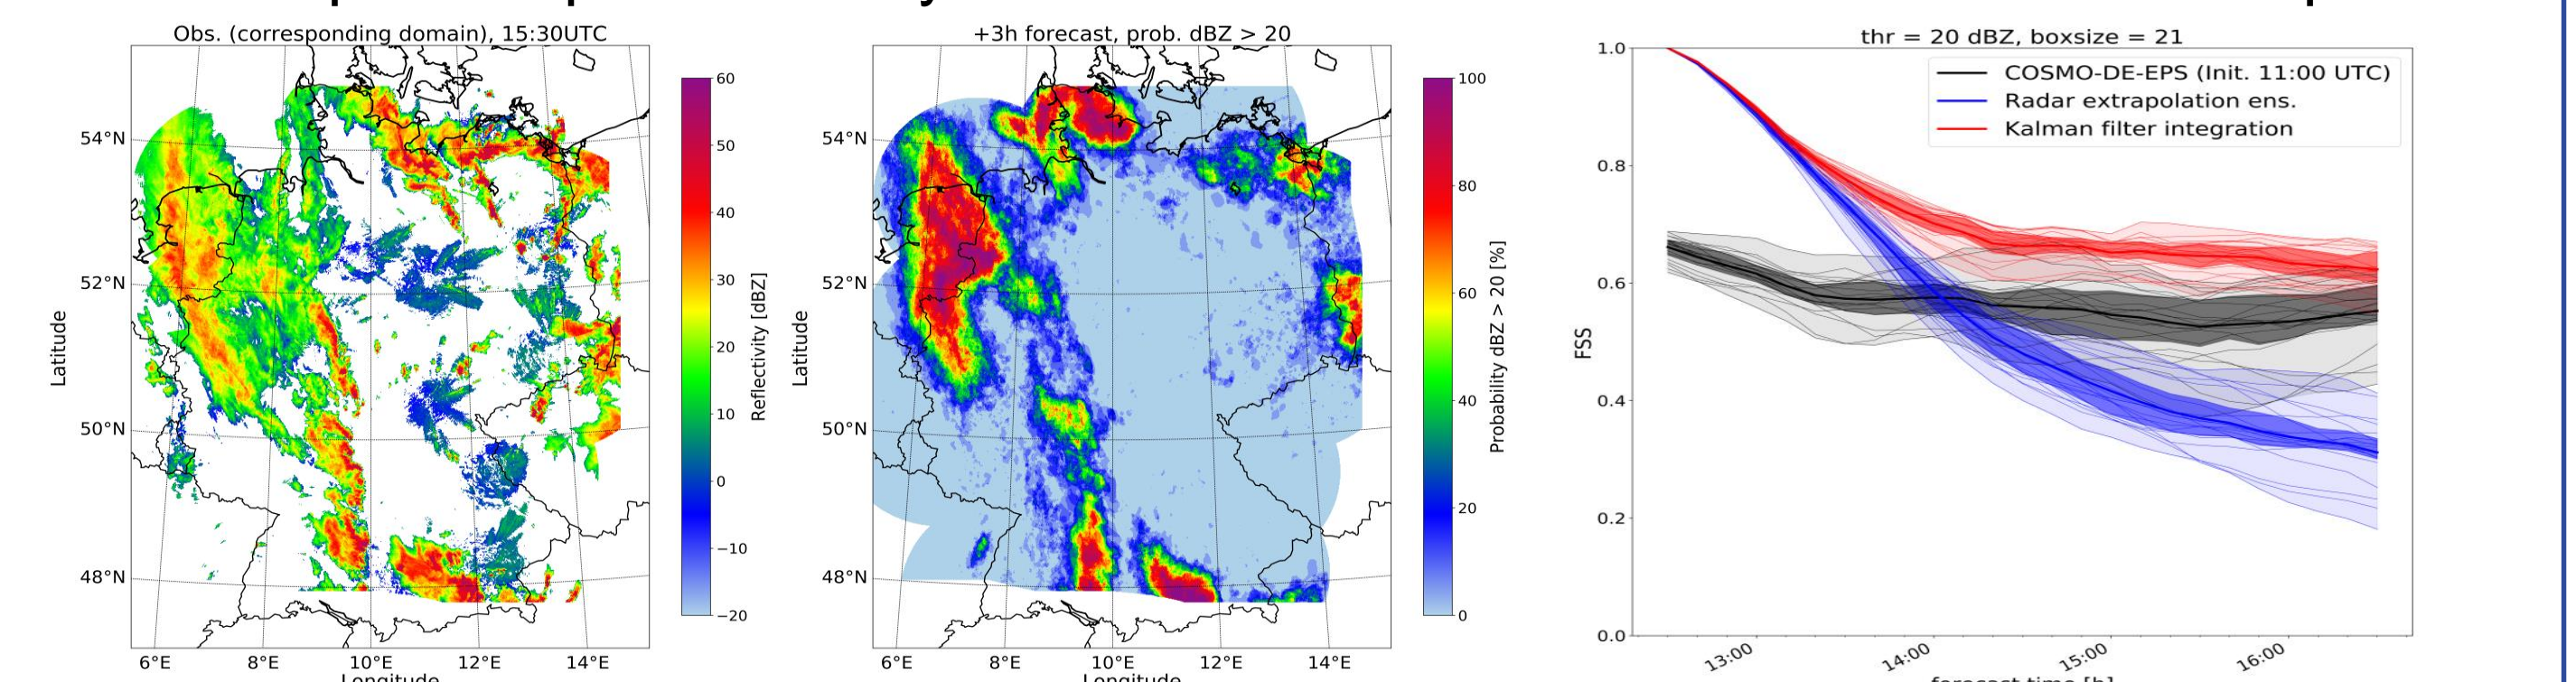 Obs. (corresponding domain), 15:30UTC
54°N
52°N
50°N
48°N
Latitude
6°E 8°E 10°E 12°E 14°E
Longitude
60
50
40
30
20
10
0
−10
−20
Reflectivity [dBZ]
+3h forecast, prob. dBZ > 20
54°N
52°N
50°N
48°N
Latitude
6°E 8°E 10°E 12°E 14°E
Longitude
100
80
60
40
20
0
Probability dBZ > 20 [%]
thr = 20 dBZ, boxsize = 21
COSMO-DE-EPS (Init. 11:00 UTC)
Radar extrapolation ens.
Kalman filter integration
1.0
0.8
0.6
0.4
0.2
0.0
FSS
13:00 14:00 15:00 16:00
forecast time [h]